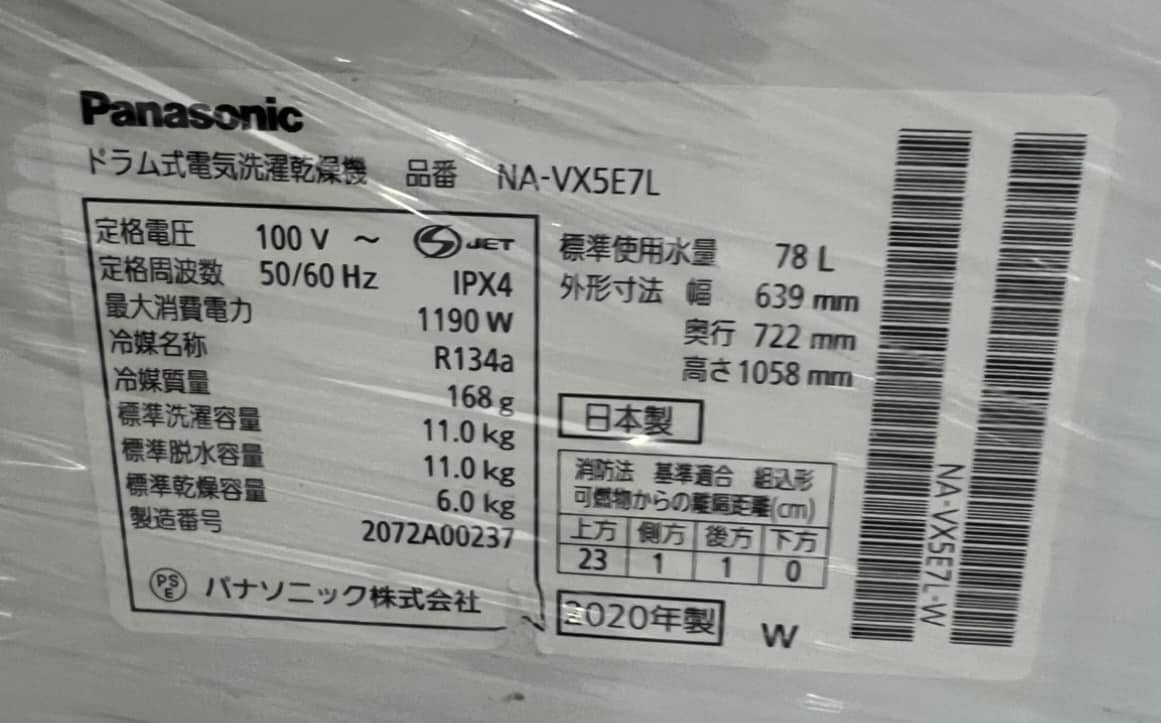 Panasonic
ドラム式電気洗濯乾燥機 品番 NA-VX5E7L
定格電圧 100 V ～ S JET
定格周波数 50/60 Hz IPX4
最大消費電力 1190 W
冷媒名称 R134a
冷媒質量 168 g
標準洗濯容量 11.0 kg
標準脱水容量 11.0 kg
標準乾燥容量 6.0 kg
製造番号 2072A00237
PSE パナソニック株式会社
標準使用水量 78 L
外形寸法 幅 639 mm
奥行 722 mm
高さ 1058 mm
日本製
消防法 基準適合 組込形
可燃物からの離隔距離(cm)
上方 側方 後方 下方
23 1 1 0
2020年製 W
NA-VX5E7L-W